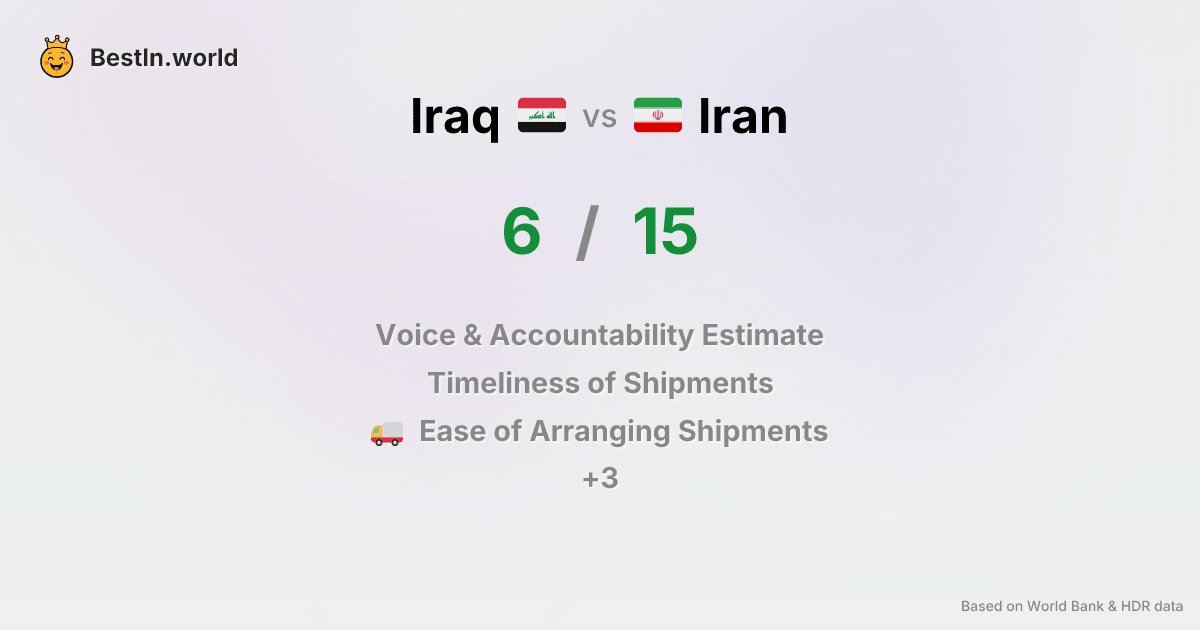 BestIn.world
Iraq vs Iran
6 / 15
Voice & Accountability Estimate
Timeliness of Shipments
Ease of Arranging Shipments
+3
Based on World Bank & HDR data